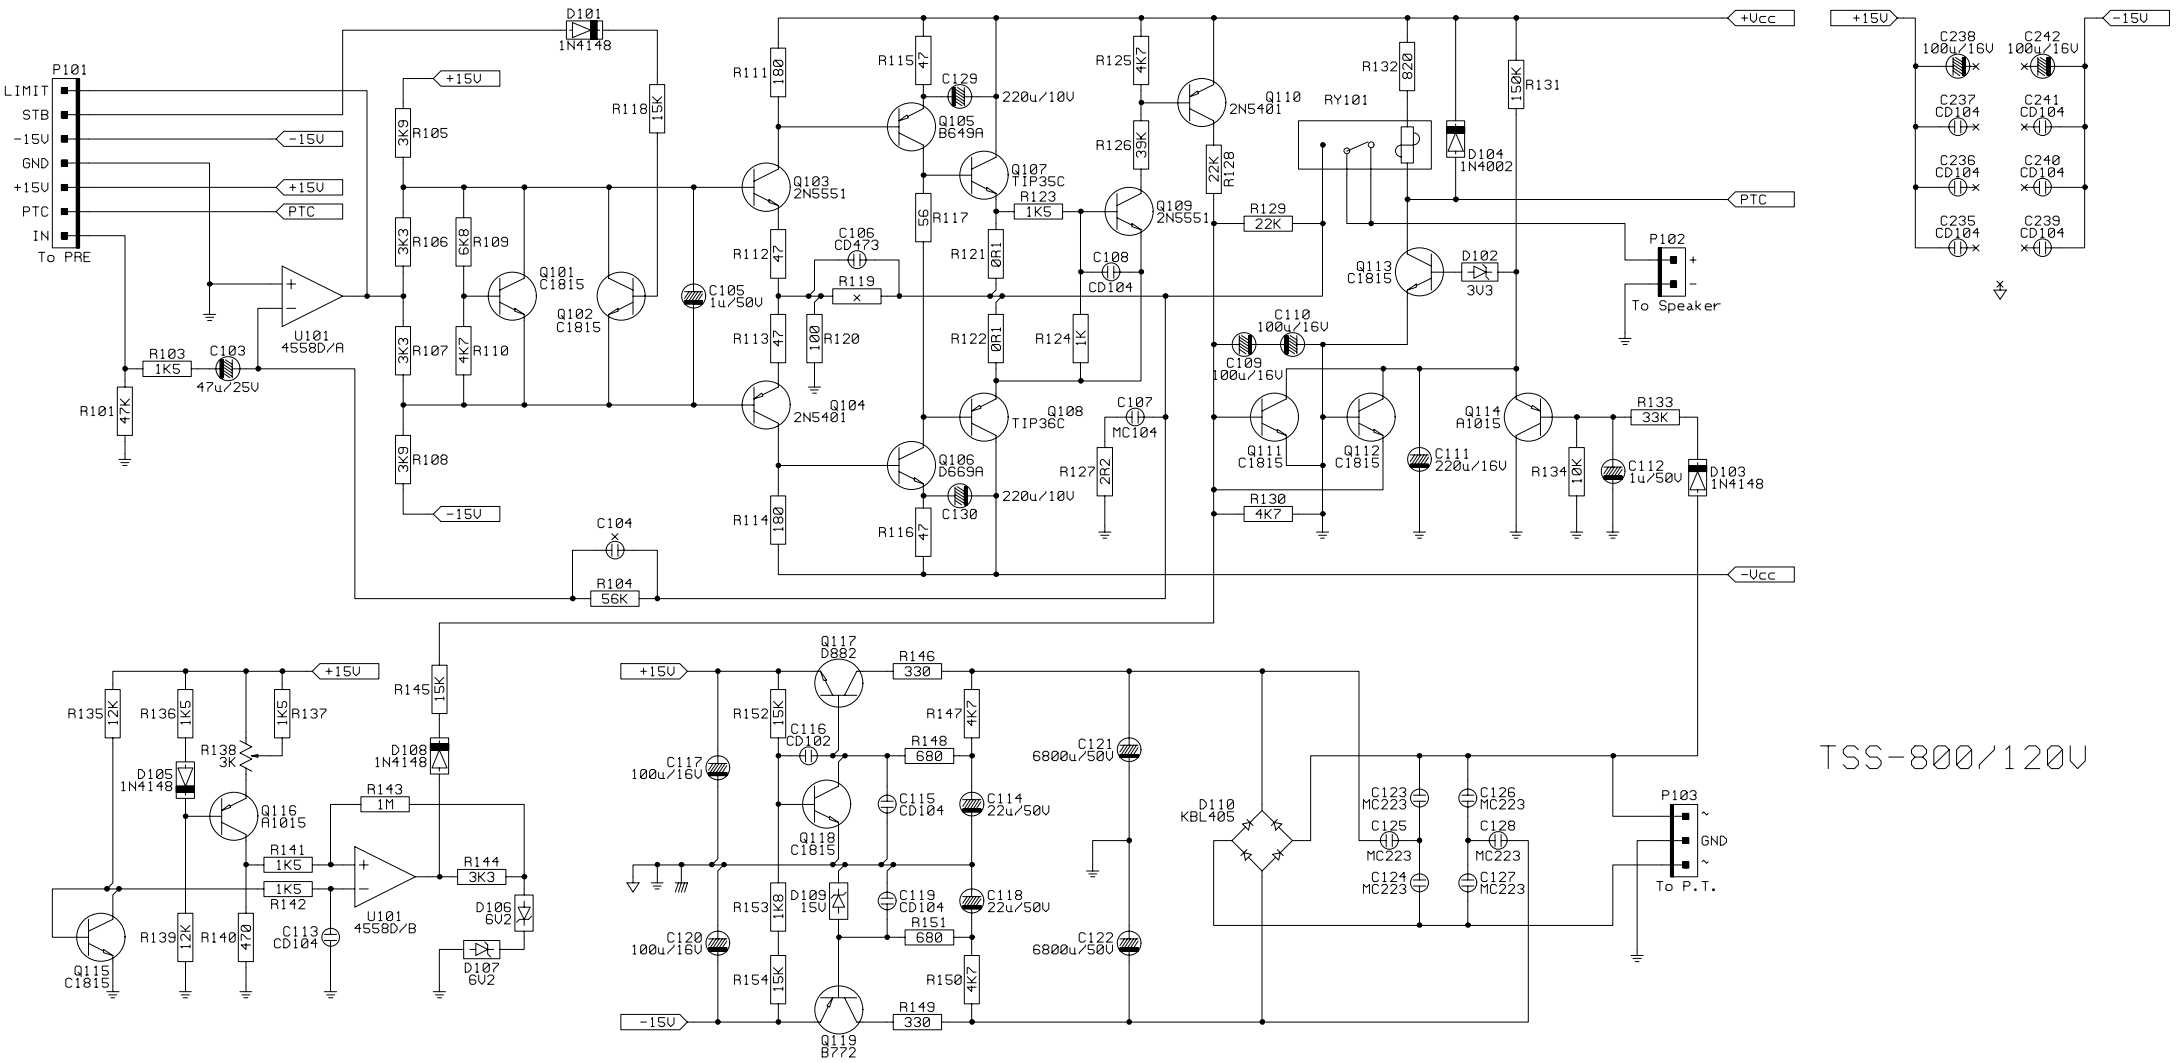 P101
LIMIT
STB
-15V
GND
+15V
PTC
IN
To PRE
-15V
+15V
PTC
R103
1K5
C103
47u/25V
R101
47K
U101
4558D/A
+15V
3K9
R105
3K3
R106
6K8
R109
3K3
R107
4K7
R110
3K9
R108
-15V
Q101
C1815
Q102
C1815
D101
1N4148
R118
15K
C105
1u/50V
C104
×
R104
56K
R111
180
Q103
2N5551
R112
47
R113
47
Q104
2N5401
R114
180
C106
CD473
R119
×
100
R120
R115
47
C129
220u/10V
Q105
B649A
56
R117
Q107
TIP35C
R123
1K5
R121
0R1
R122
0R1
R124
1K
C108
CD104
Q108
TIP36C
Q106
D669A
220u/10V
C130
R116
47
R125
4K7
R126
39K
Q109
2N5551
Q110
2N5401
22K
R128
R129
22K
C107
MC104
R127
2R2
RY101
R132
820
D104
1N4002
150K
R131
+Vcc
PTC
-Vcc
Q113
C1815
D102
3V3
P102
+
-
To Speaker
C110
100u/16V
C109
100u/16V
Q111
C1815
Q112
C1815
C111
220u/16V
R130
4K7
Q114
A1015
R133
33K
R134
10K
C112
1u/50V
D103
1N4148
+15V
-15V
C238
100u/16V
C242
100u/16V
C237
CD104
C241
CD104
C236
CD104
C240
CD104
C235
CD104
C239
CD104
+15V
R135
12K
R136
1K5
1K5
R137
R138
3K
D105
1N4148
Q116
A1015
R143
1M
R141
1K5
1K5
R142
U101
4558D/B
R144
3K3
R145
15K
D108
1N4148
D106
6V2
D107
6V2
C113
CD104
R139
12K
R140
470
Q115
C1815
+15V
Q117
D882
R146
330
R152
15K
C116
CD102
R147
4K7
R148
680
C117
100u/16V
Q118
C1815
C115
CD104
C114
22u/50V
R153
1K8
D109
15V
C119
CD104
C118
22u/50V
R151
680
C120
100u/16V
R154
15K
R150
4K7
R149
330
-15V
Q119
B772
C121
6800u/50V
C122
6800u/50V
D110
KBL405
C123
MC223
C126
MC223
C125
MC223
C128
MC223
C124
MC223
C127
MC223
P103
~
GND
~
To P.T.
TSS-800/120V